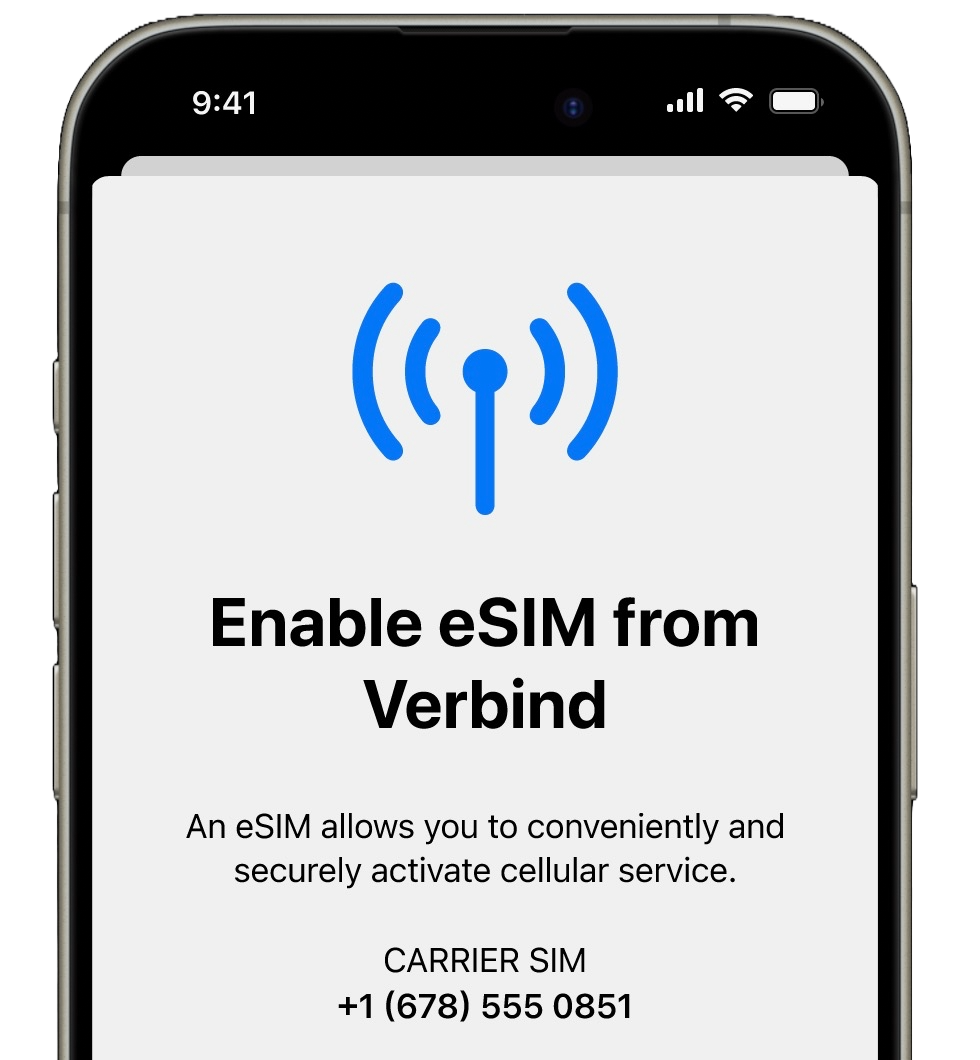 9:41
Enable eSIM from
Verbind
An eSIM allows you to conveniently and
securely activate cellular service.
CARRIER SIM
+1 (678) 555 0851